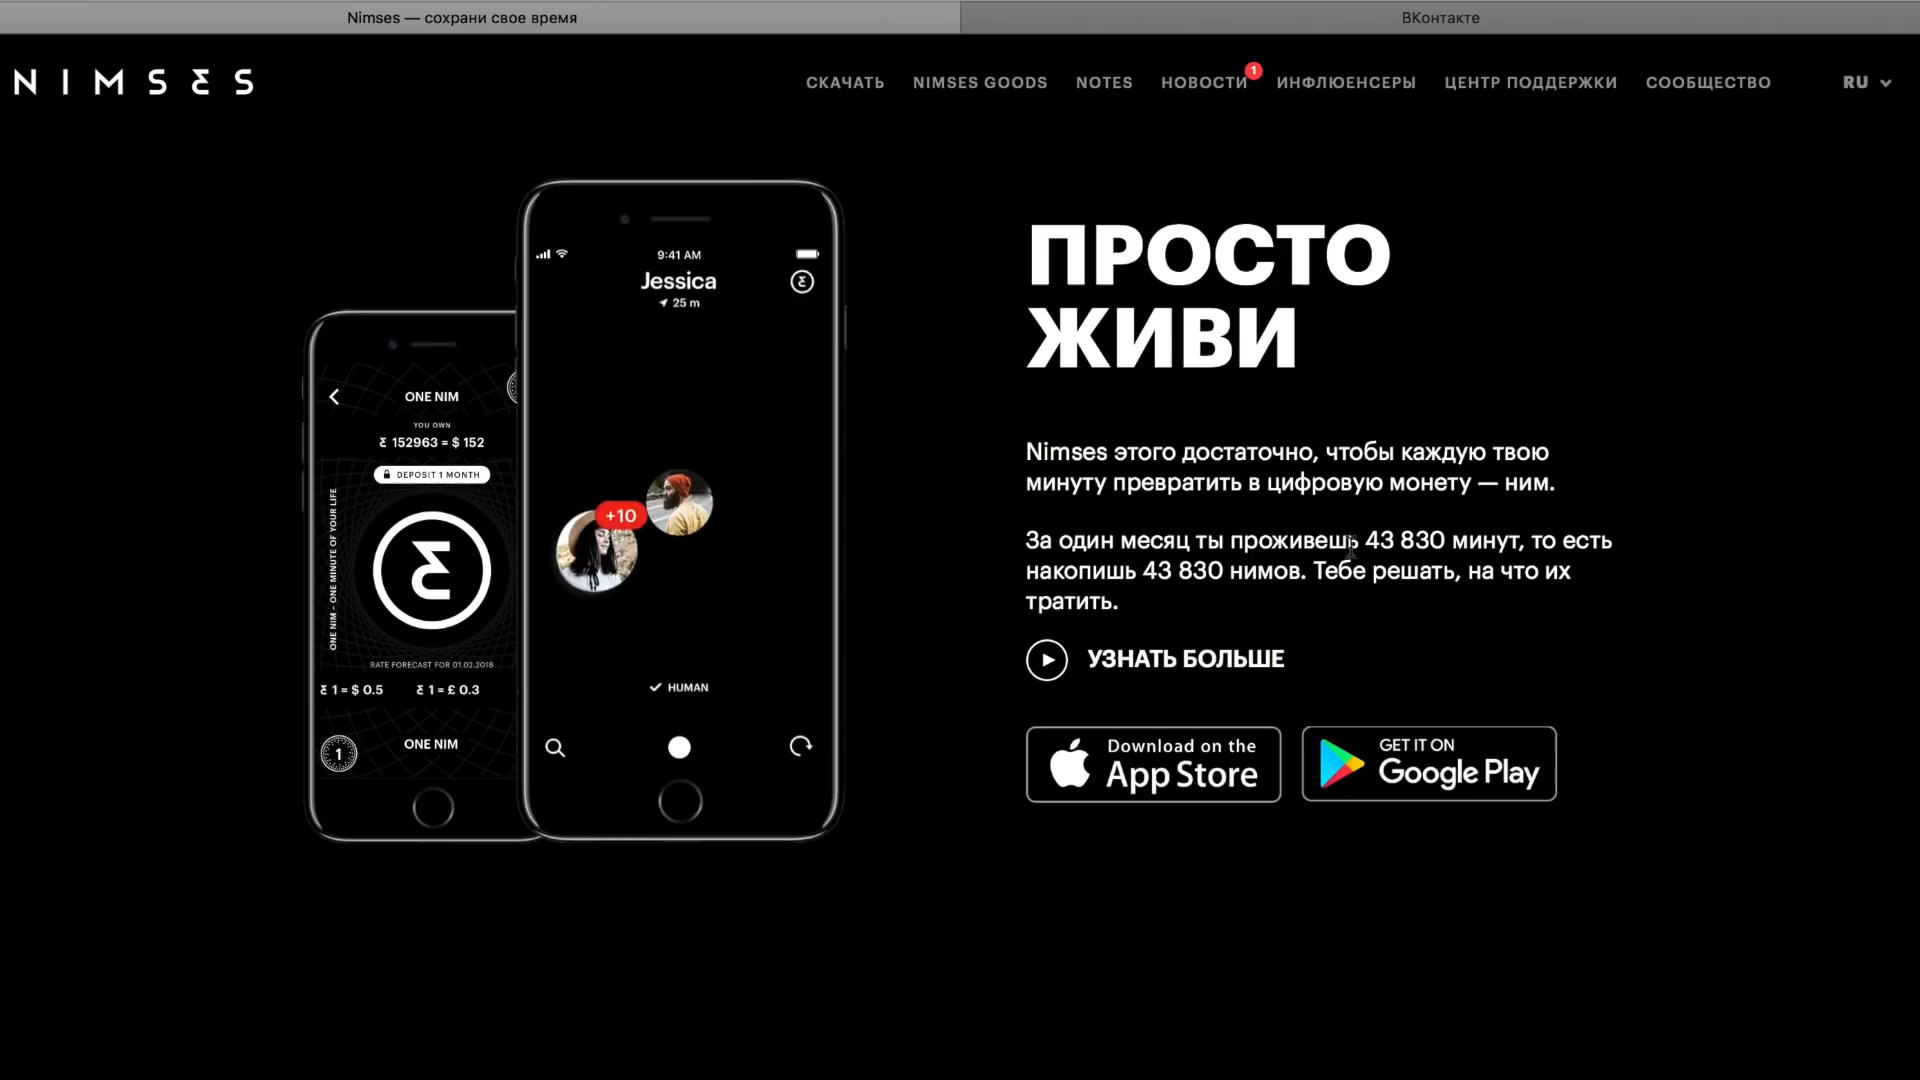 Nimses — сохрани свое время
ВКонтакте
NIMSES
СКАЧАТЬ
NIMSES GOODS
NOTES
НОВОСТИ
1
ИНФЛЮЕНСЕРЫ
ЦЕНТР ПОДДЕРЖКИ
СООБЩЕСТВО
RU
ONE NIM
YOU OWN
Ɛ 152963 = $ 152
DEPOSIT 1 MONTH
ONE NIM – ONE MINUTE OF YOUR LIFE
RATE FORECAST FOR 01.02.2018
Ɛ 1 = $ 0.5
Ɛ 1 = £ 0.3
1
ONE NIM
9:41 AM
Jessica
25 m
+10
HUMAN
ПРОСТО
ЖИВИ
Nimses этого достаточно, чтобы каждую твою
минуту превратить в цифровую монету — ним.
За один месяц ты проживешь 43 830 минут, то есть
накопишь 43 830 нимов. Тебе решать, на что их
тратить.
УЗНАТЬ БОЛЬШЕ
Download on the
App Store
GET IT ON
Google Play